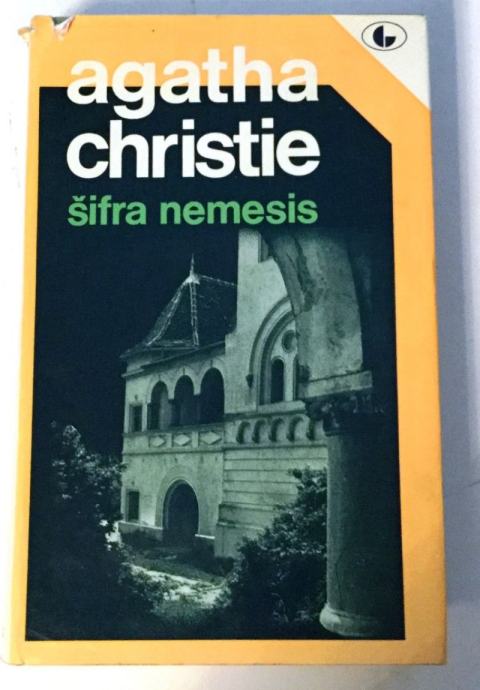 agatha
christie
šifra nemesis